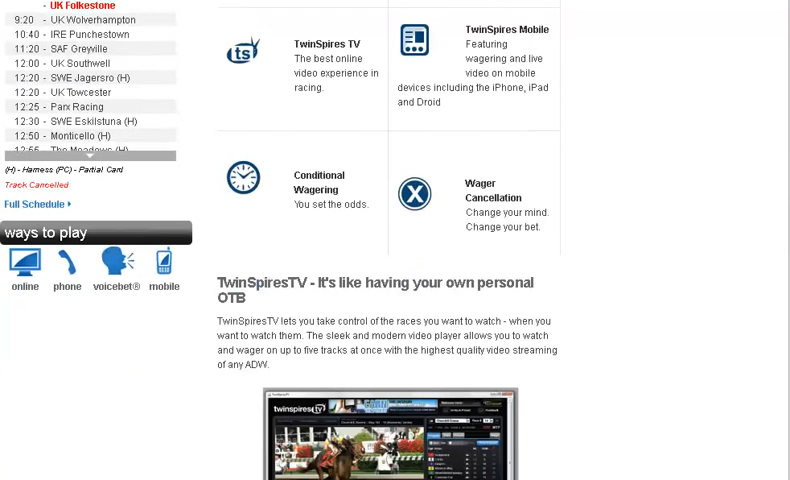 - UK Folkestone
9:20 - UK Wolverhampton
10:40 - IRE Punchestown
11:20 - SAF Greyville
12:00 - UK Southwell
12:20 - SWE Jagersro (H)
12:20 - UK Towcester
12:25 - Parx Racing
12:30 - SWE Eskilstuna (H)
12:50 - Monticello (H)
12:55 - The Meadows (H)
(H) - Harness (PC) - Partial Card
Track Cancelled
Full Schedule
ways to play
online phone voicebet® mobile
ts
TwinSpires TV
The best online
video experience in
racing.
TwinSpires Mobile
Featuring
wagering and live
video on mobile
devices including the iPhone, iPad
and Droid
Conditional
Wagering
You set the odds.
Wager
Cancellation
Change your mind.
Change your bet.
TwinSpiresTV - It's like having your own personal
OTB
TwinSpiresTV lets you take control of the races you want to watch - when you
want to watch them. The sleek and modern video player allows you to watch
and wager on up to five tracks at once with the highest quality video streaming
of any ADW.
twinspires tv